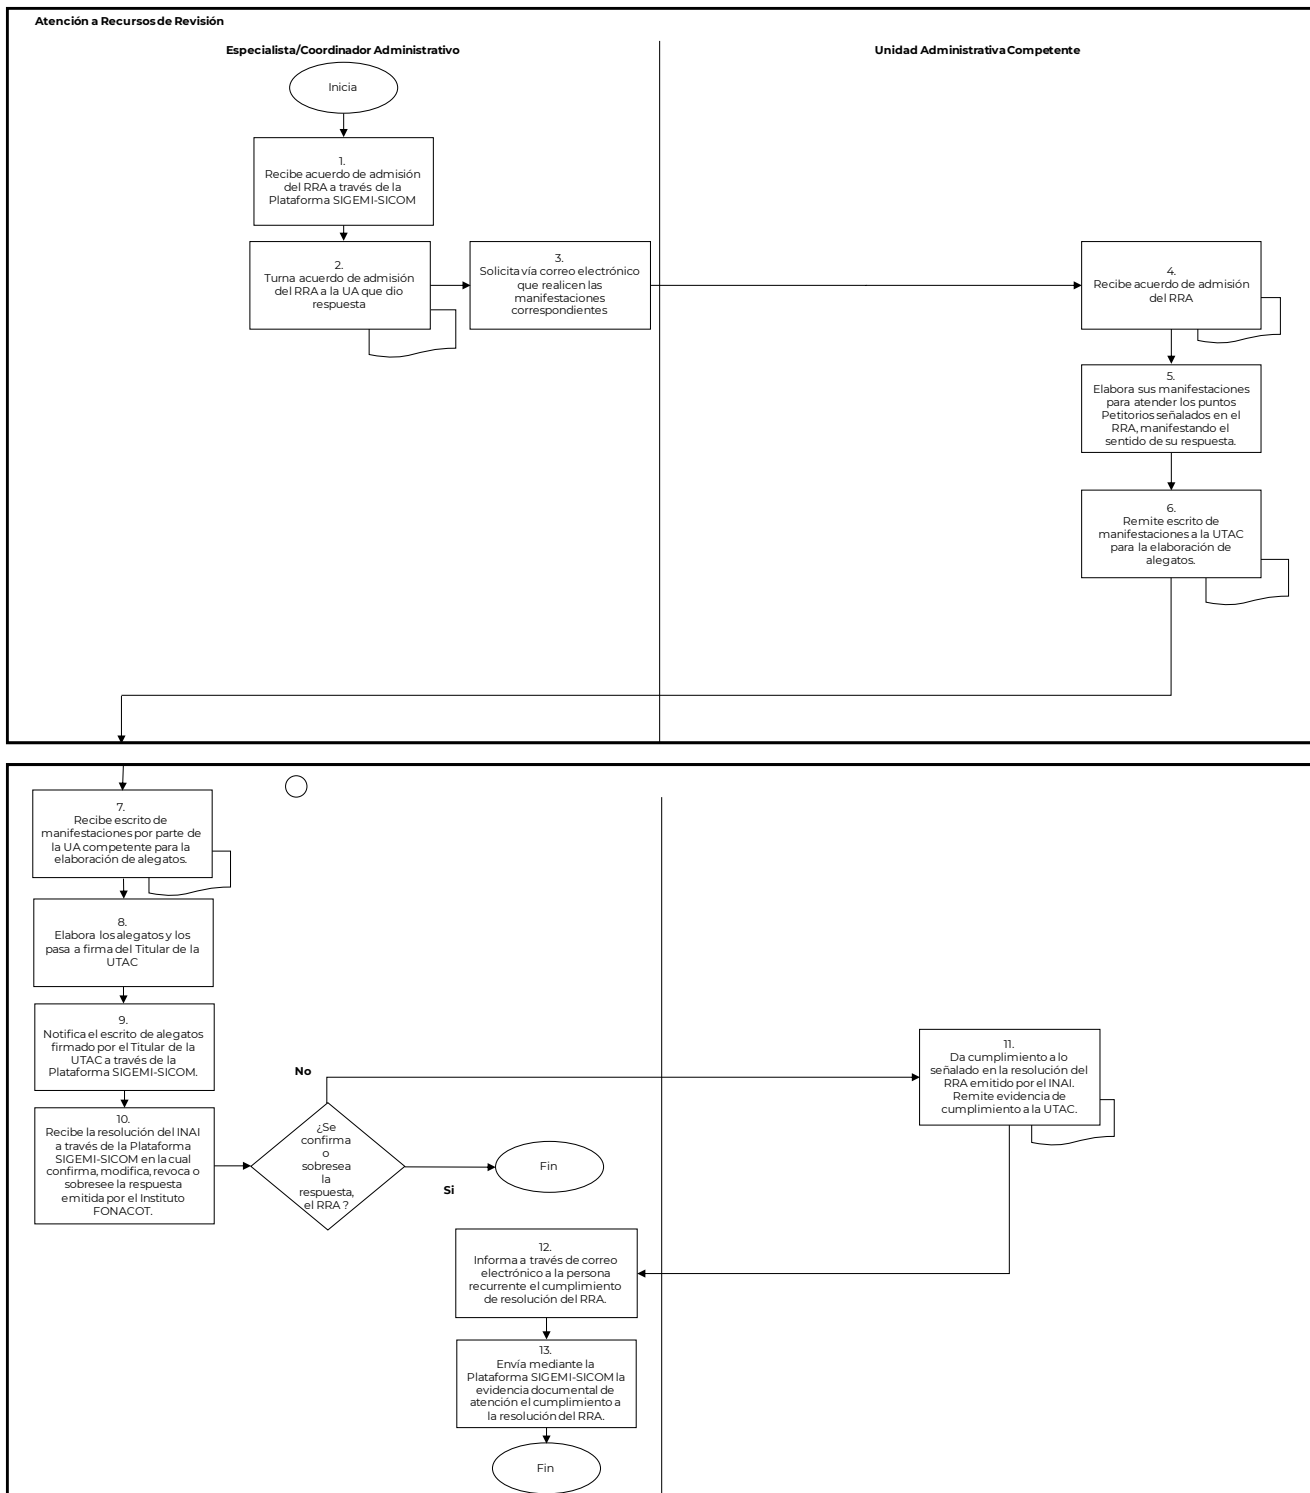 Atención a Recursos de Revisión
Especialista/Coordinador Administrativo
Unidad Administrativa Competente
Inicia
1.
Recibe acuerdo de admisión
del RRA a través de la
Plataforma SIGEMI-SICOM
2.
Turna acuerdo de admisión
del RRA a la UA que dio
respuesta
3.
Solicita vía correo electrónico
que realicen las
manifestaciones
correspondientes
4.
Recibe acuerdo de admisión
del RRA
5.
Elabora sus manifestaciones
para atender los puntos
Petitorios señalados en el
RRA, manifestando el
sentido de su respuesta.
6.
Remite escrito de
manifestaciones a la UTAC
para la elaboración de
alegatos.
7.
Recibe escrito de
manifestaciones por parte de
la UA competente para la
elaboración de alegatos.
8.
Elabora los alegatos y los
pasa a firma del Titular de la
UTAC
9.
Notifica el escrito de alegatos
firmado por el Titular de la
UTAC a través de la
Plataforma SIGEMI-SICOM.
10.
Recibe la resolución del INAI
a través de la Plataforma
SIGEMI-SICOM en la cual
confirma, modifica, revoca o
sobresee la respuesta
emitida por el Instituto
FONACOT.
No
¿Se
confirma
o
sobresea
la
respuesta,
el RRA ?
Si
Fin
11.
Da cumplimiento a lo
señalado en la resolución del
RRA emitido por el INAI.
Remite evidencia de
cumplimiento a la UTAC.
12.
Informa a través de correo
electrónico a la persona
recurrente el cumplimiento
de resolución del RRA.
13.
Envía mediante la
Plataforma SIGEMI-SICOM la
evidencia documental de
atención el cumplimiento a
la resolución del RRA.
Fin